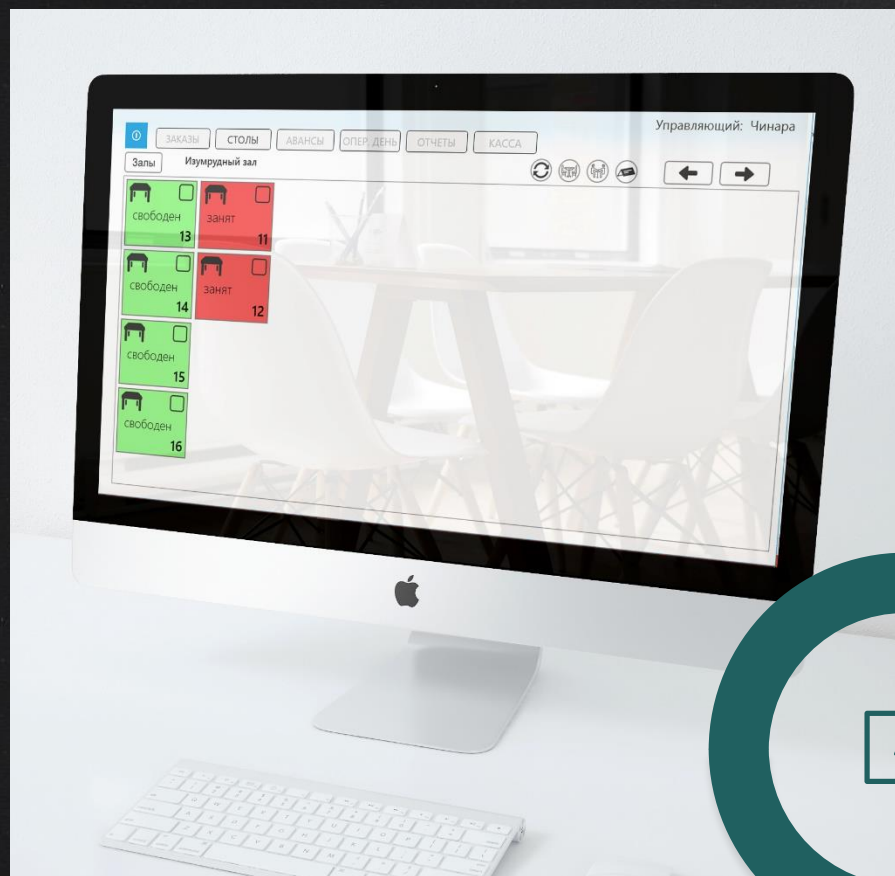 Управляющий: Чинара
ЗАКАЗЫ СТОЛЫ АВАНСЫ ОПЕР. ДЕНЬ ОТЧЕТЫ КАССА
Залы Изумрудный зал
свободен 13
занят 11
свободен 14
занят 12
свободен 15
свободен 16